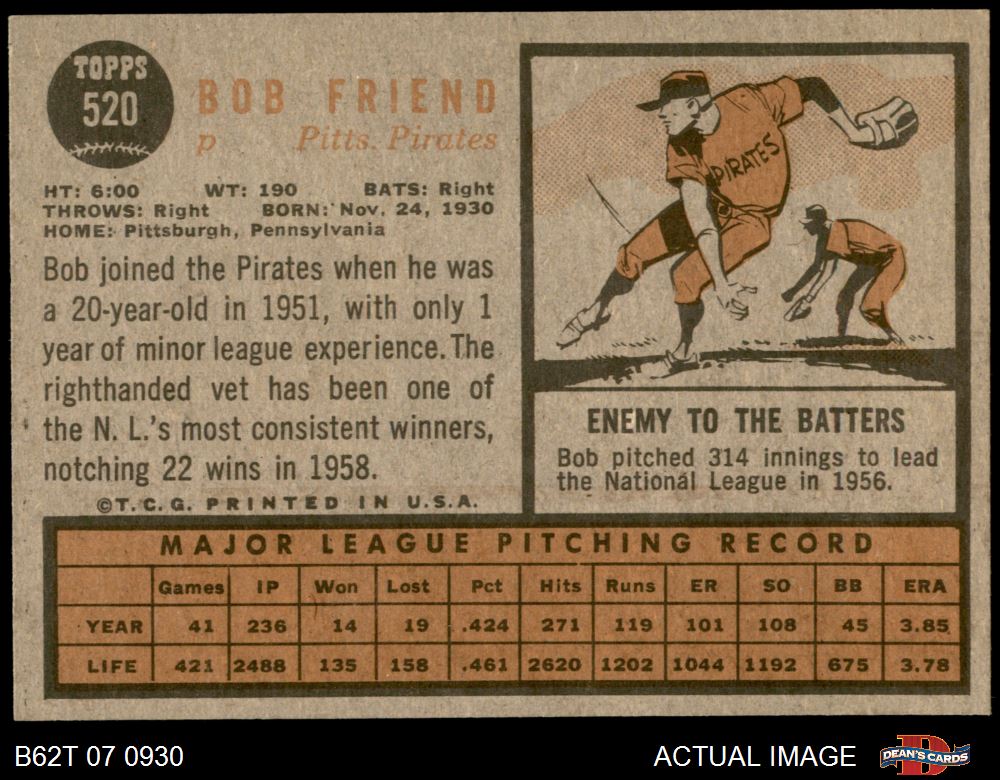 TOPPS
520
BOB FRIEND
p Pitts. Pirates
HT: 6:00 WT: 190 BATS: Right
THROWS: Right BORN: Nov. 24, 1930
HOME: Pittsburgh, Pennsylvania
Bob joined the Pirates when he was
a 20-year-old in 1951, with only 1
year of minor league experience. The
righthanded vet has been one of
the N. L.'s most consistent winners,
notching 22 wins in 1958.
©T.C.G. PRINTED IN U.S.A.
PIRATES
ENEMY TO THE BATTERS
Bob pitched 314 innings to lead
the National League in 1956.
MAJOR LEAGUE PITCHING RECORD
Games IP Won Lost Pct Hits Runs ER SO BB ERA
YEAR 41 236 14 19 .424 271 119 101 108 45 3.85
LIFE 421 2488 135 158 .461 2620 1202 1044 1192 675 3.78
B62T 07 0930 ACTUAL IMAGE DEAN'S CARDS